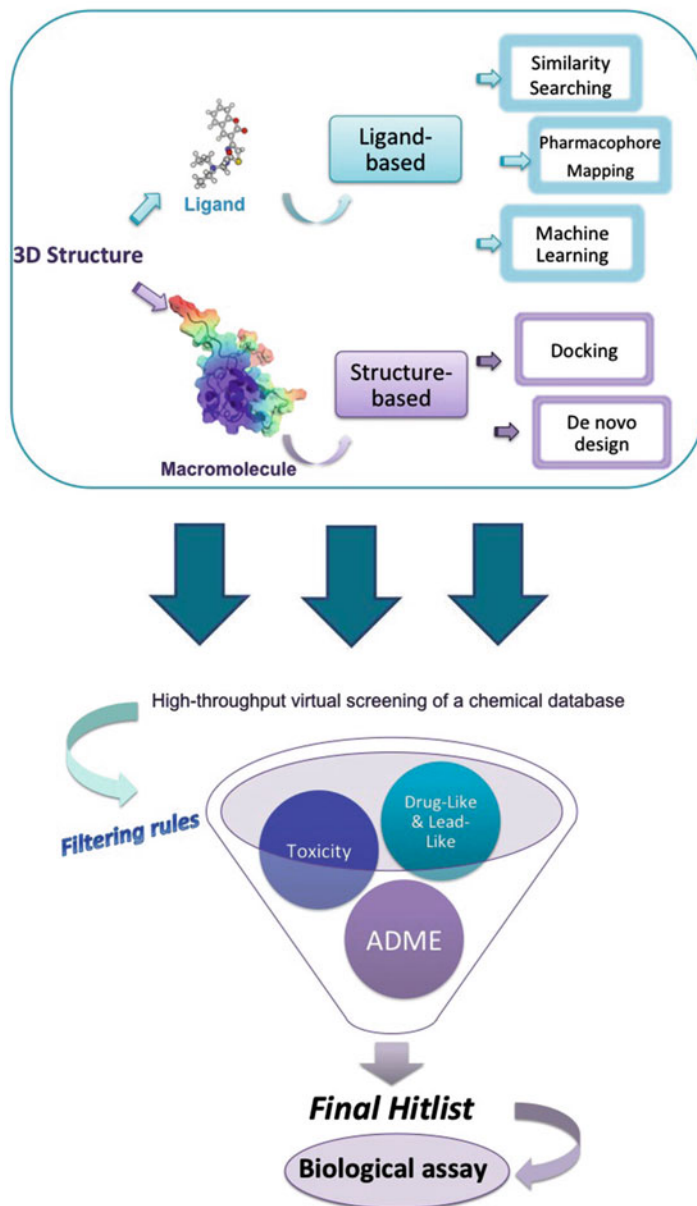 Similarity
Searching
Ligand-
based
Pharmacophore
Mapping
Ligand
Machine
Learning
3D Structure
Docking
Structure-
based
De novo
design
Macromolecule
High-throughput virtual screening of a chemical database
Filtering rules
Drug-Like
& Lead-
Like
Toxicity
ADME
Final Hitlist
Biological assay